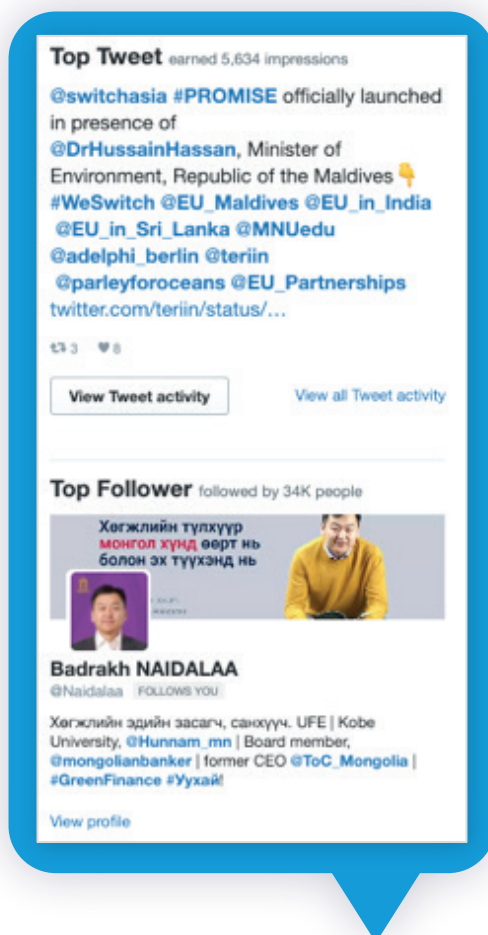 Top Tweet earned 5,634 impressions
@switchasia #PROMISE officially launched
in presence of
@DrHussainHassan, Minister of
Environment, Republic of the Maldives 👇
#WeSwitch @EU_Maldives @EU_in_India
@EU_in_Sri_Lanka @MNUedu
@adelphi_berlin @teriin
@parleyforoceans @EU_Partnerships
twitter.com/teriin/status/...
3 8
View Tweet activity View all Tweet activity
Top Follower followed by 34K people
Хөгжлийн түлхүүр
монгол хүнд өөрт нь
болон эх түүхэнд нь
Badrakh NAIDALAA
@Naidalaa FOLLOWS YOU
Хөгжлийн эдийн засагч, санхүүч. UFE | Kobe
University, @Hunnam_mn | Board member,
@mongolianbanker | former CEO @ToC_Mongolia |
#GreenFinance #Уухай!
View profile